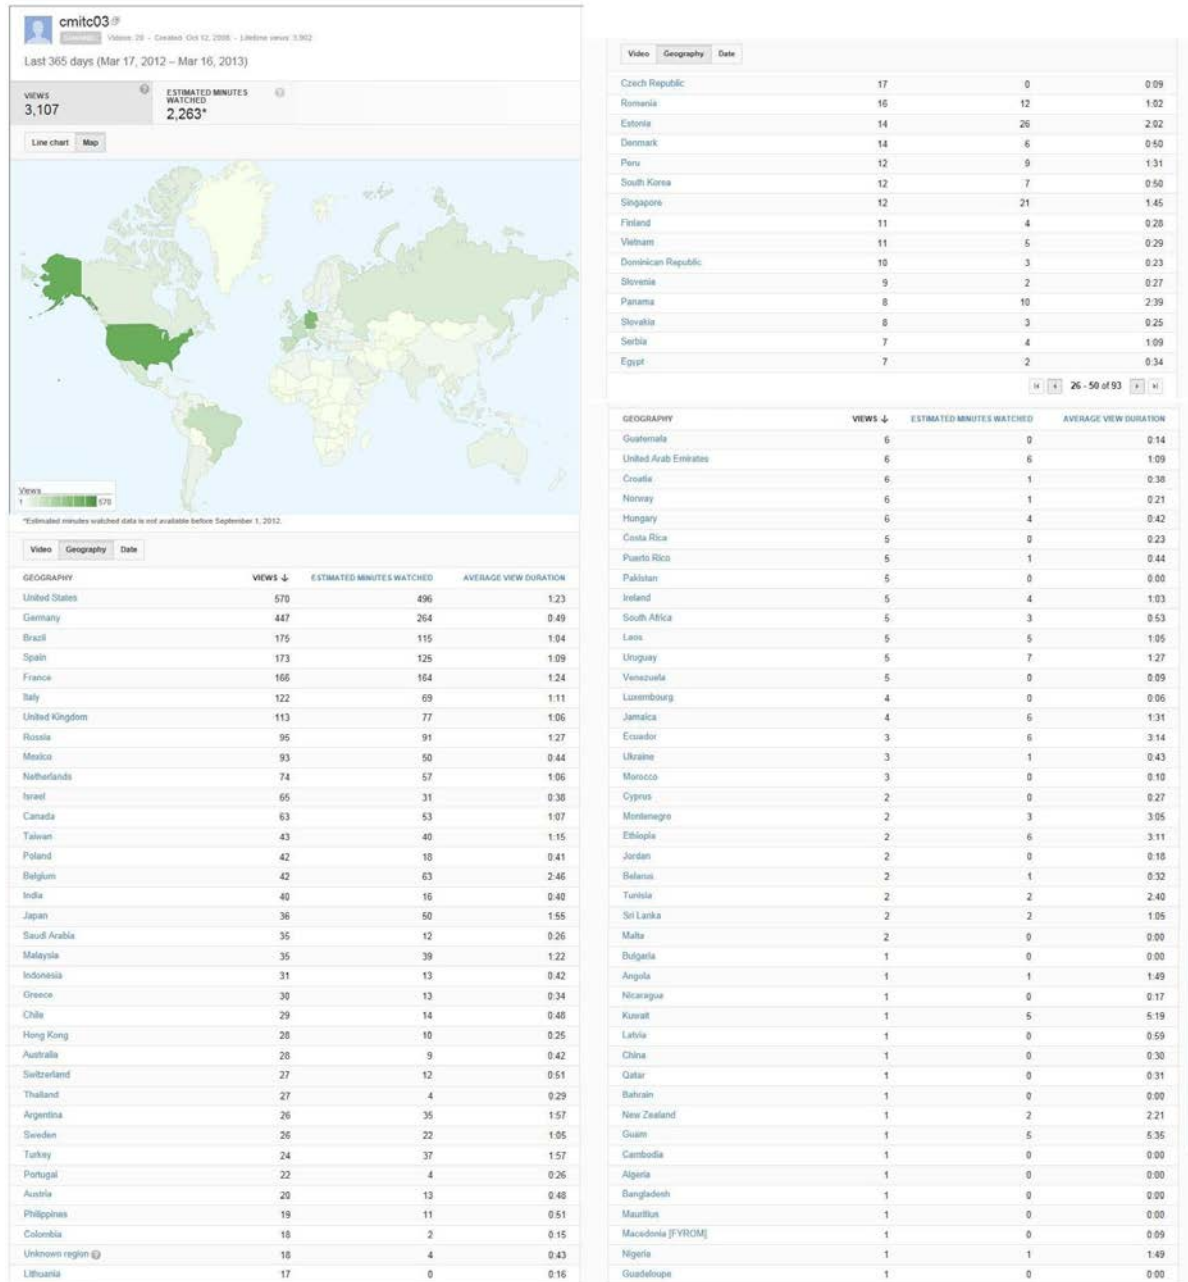 cmitc03
Videos: 28 - Created: Oct 12, 2008 - Lifetime views: 3,902
Last 365 days (Mar 17, 2012 – Mar 16, 2013)
VIEWS
3,107
ESTIMATED MINUTES WATCHED
2,263*
Line chart Map
Views
1 570
*Estimated minutes watched data is not available before September 1, 2012.
Video Geography Date
GEOGRAPHY VIEWS ↓ ESTIMATED MINUTES WATCHED AVERAGE VIEW DURATION
United States 570 496 1:23
Germany 447 264 0:49
Brazil 175 115 1:04
Spain 173 125 1:09
France 166 164 1:24
Italy 122 69 1:11
United Kingdom 113 77 1:06
Russia 95 91 1:27
Mexico 93 50 0:44
Netherlands 74 57 1:06
Israel 65 31 0:38
Canada 63 53 1:07
Taiwan 43 40 1:15
Poland 42 18 0:41
Belgium 42 63 2:46
India 40 16 0:40
Japan 36 50 1:55
Saudi Arabia 35 12 0:26
Malaysia 35 39 1:22
Indonesia 31 13 0:42
Greece 30 13 0:34
Chile 29 14 0:48
Hong Kong 28 10 0:25
Australia 28 9 0:42
Switzerland 27 12 0:51
Thailand 27 4 0:29
Argentina 26 35 1:57
Sweden 26 22 1:05
Turkey 24 37 1:57
Portugal 22 4 0:26
Austria 20 13 0:48
Philippines 19 11 0:51
Colombia 18 2 0:15
Unknown region 18 4 0:43
Lithuania 17 0 0:16
Video Geography Date
Czech Republic 17 0 0:09
Romania 16 12 1:02
Estonia 14 26 2:02
Denmark 14 6 0:50
Peru 12 9 1:31
South Korea 12 7 0:50
Singapore 12 21 1:45
Finland 11 4 0:28
Vietnam 11 5 0:29
Dominican Republic 10 3 0:23
Slovenia 9 2 0:27
Panama 8 10 2:39
Slovakia 8 3 0:25
Serbia 7 4 1:09
Egypt 7 2 0:34
26 - 50 of 93
GEOGRAPHY VIEWS ↓ ESTIMATED MINUTES WATCHED AVERAGE VIEW DURATION
Guatemala 6 0 0:14
United Arab Emirates 6 6 1:09
Croatia 6 1 0:38
Norway 6 1 0:21
Hungary 6 4 0:42
Costa Rica 5 0 0:23
Puerto Rico 5 1 0:44
Pakistan 5 0 0:00
Ireland 5 4 1:03
South Africa 5 3 0:53
Laos 5 5 1:05
Uruguay 5 7 1:27
Venezuela 5 0 0:09
Luxembourg 4 0 0:06
Jamaica 4 6 1:31
Ecuador 3 6 3:14
Ukraine 3 1 0:43
Morocco 3 0 0:10
Cyprus 2 0 0:27
Montenegro 2 3 3:05
Ethiopia 2 6 3:11
Jordan 2 0 0:18
Belarus 2 1 0:32
Tunisia 2 2 2:40
Sri Lanka 2 2 1:05
Malta 2 0 0:00
Bulgaria 1 0 0:00
Angola 1 1 1:49
Nicaragua 1 0 0:17
Kuwait 1 5 5:19
Latvia 1 0 0:59
China 1 0 0:30
Qatar 1 0 0:31
Bahrain 1 0 0:00
New Zealand 1 2 2:21
Guam 1 5 5:35
Cambodia 1 0 0:00
Algeria 1 0 0:00
Bangladesh 1 0 0:00
Mauritius 1 0 0:00
Macedonia [FYROM] 1 0 0:09
Nigeria 1 1 1:49
Guadeloupe 1 0 0:00